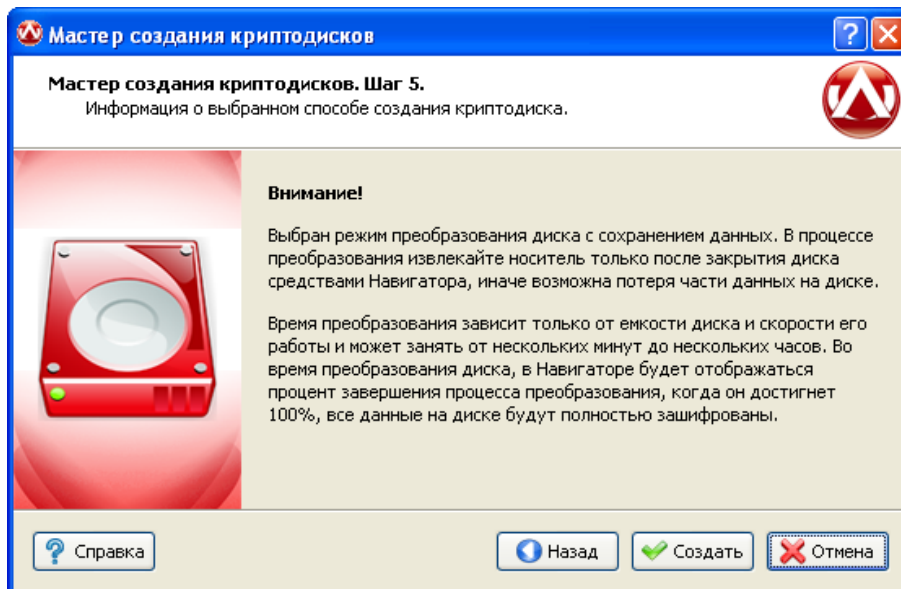 Мастер создания криптодисков
Мастер создания криптодисков. Шаг 5.
Информация о выбранном способе создания криптодиска.
Внимание!
Выбран режим преобразования диска с сохранением данных. В процессе
преобразования извлекайте носитель только после закрытия диска
средствами Навигатора, иначе возможна потеря части данных на диске.
Время преобразования зависит только от емкости диска и скорости его
работы и может занять от нескольких минут до нескольких часов. Во
время преобразования диска, в Навигаторе будет отображаться
процент завершения процесса преобразования, когда он достигнет
100%, все данные на диске будут полностью зашифрованы.
Справка
Назад
Создать
Отмена